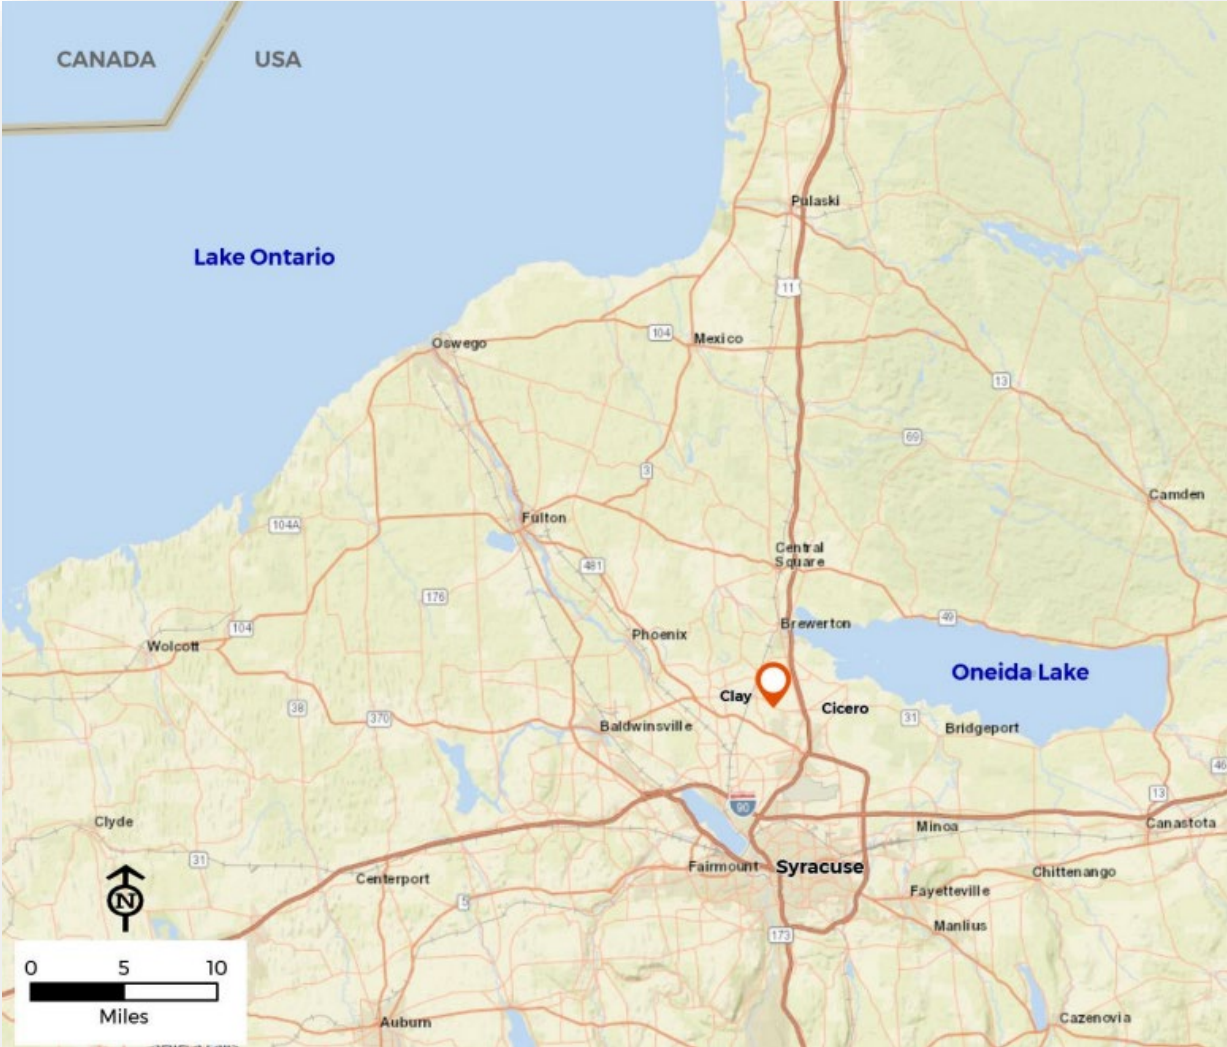 CANADA
USA
Pulaski
Lake Ontario
11
104
Mexico
Oswego
13
69
3
Camden
Fulton
104A
Central
Square
481
176
49
Brewerton
104
Phoenix
Wolcott
Oneida Lake
Clay
38
Cicero
370
31
Baldwinsville
Bridgeport
46
13
90
Clyde
Minoa
Canastota
31
Fairmount
Syracuse
Chittenango
Centerport
Fayetteville
5
N
Manlius
173
0 5 10
Miles
Auburn
Cazenovia